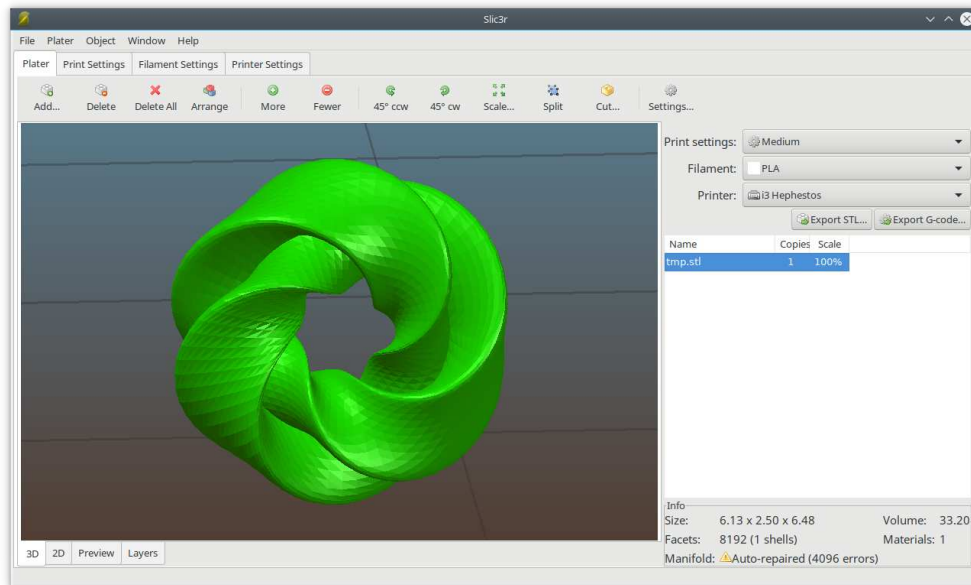 Slic3r
File Plater Object Window Help
Plater Print Settings Filament Settings Printer Settings
Add... Delete Delete All Arrange More Fewer 45° ccw 45° cw Scale... Split Cut... Settings...
Print settings: Medium
Filament: PLA
Printer: i3 Hephestos
Export STL... Export G-code...
Name Copies Scale
tmp.stl 1 100%
Info
Size: 6.13 x 2.50 x 6.48 Volume: 33.20
Facets: 8192 (1 shells) Materials: 1
Manifold: Auto-repaired (4096 errors)
3D 2D Preview Layers